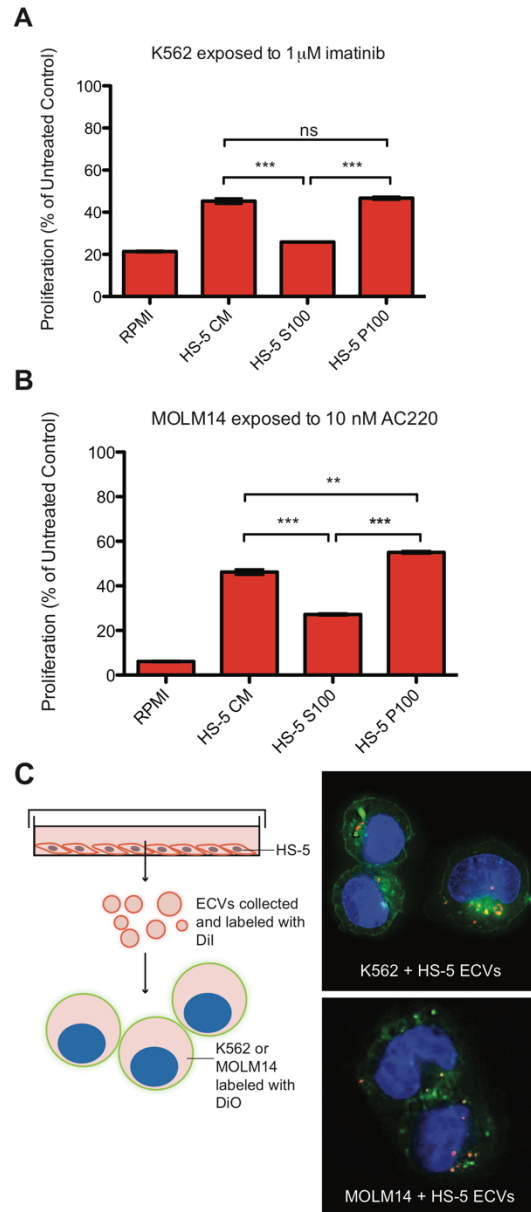 A
K562 exposed to 1μM imatinib
Proliferation (% of Untreated Control)
100
80
60
40
20
0
ns
*** ***
RPMI
HS-5 CM
HS-5 S100
HS-5 P100
B
MOLM14 exposed to 10 nM AC220
Proliferation (% of Untreated Control)
100
80
60
40
20
0
**
*** ***
RPMI
HS-5 CM
HS-5 S100
HS-5 P100
C
HS-5
ECVs collected
and labeled with
DiI
K562 or
MOLM14
labeled with
DiO
K562 + HS-5 ECVs
MOLM14 + HS-5 ECVs